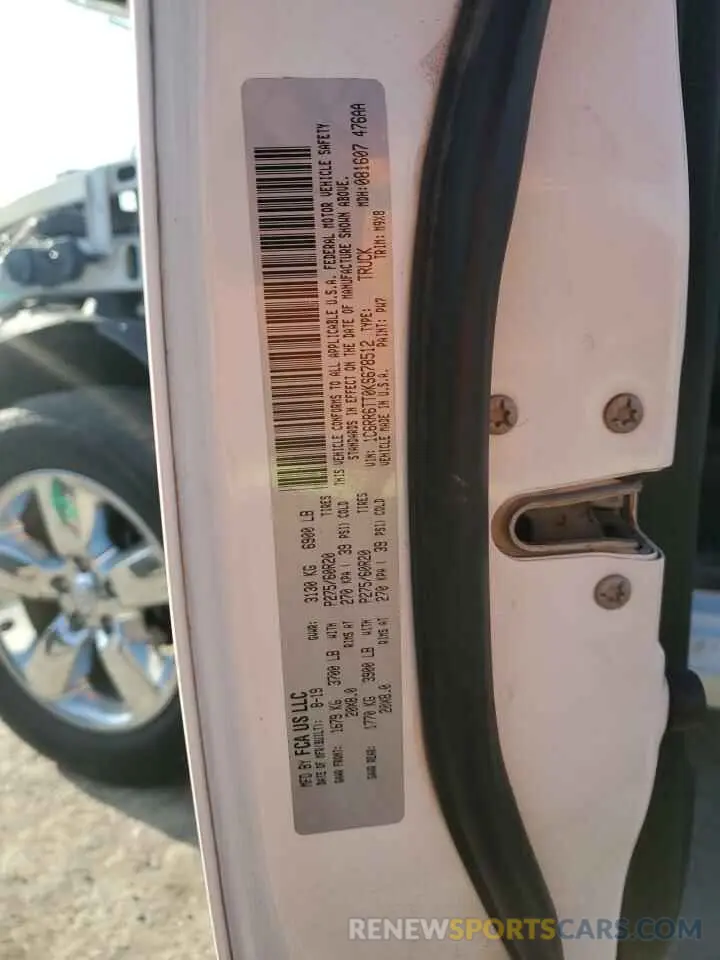 MFD BY FCA US LLC
DATE OF MFR(BUILT): 8-19 GVWR: 3130 KG 6900 LB
GAWR FRONT: 1679 KG 3700 LB WITH P275/60R20 TIRES
20X8.0 RIMS AT 270 KPA ( 39 PSI) COLD
GAWR REAR: 1770 KG 3900 LB WITH P275/60R20 TIRES
20X8.0 RIMS AT 270 KPA ( 39 PSI) COLD
THIS VEHICLE CONFORMS TO ALL APPLICABLE U.S.A. FEDERAL MOTOR VEHICLE SAFETY
STANDARDS IN EFFECT ON THE DATE OF MANUFACTURE SHOWN ABOVE.
VIN: 1C6RR6TT0KS678512 TYPE: TRUCK MDH:081607 476AA
VEHICLE MADE IN U.S.A. PAINT: PW7 TRIM: M9X8
RENEWSPORTSCARS.COM